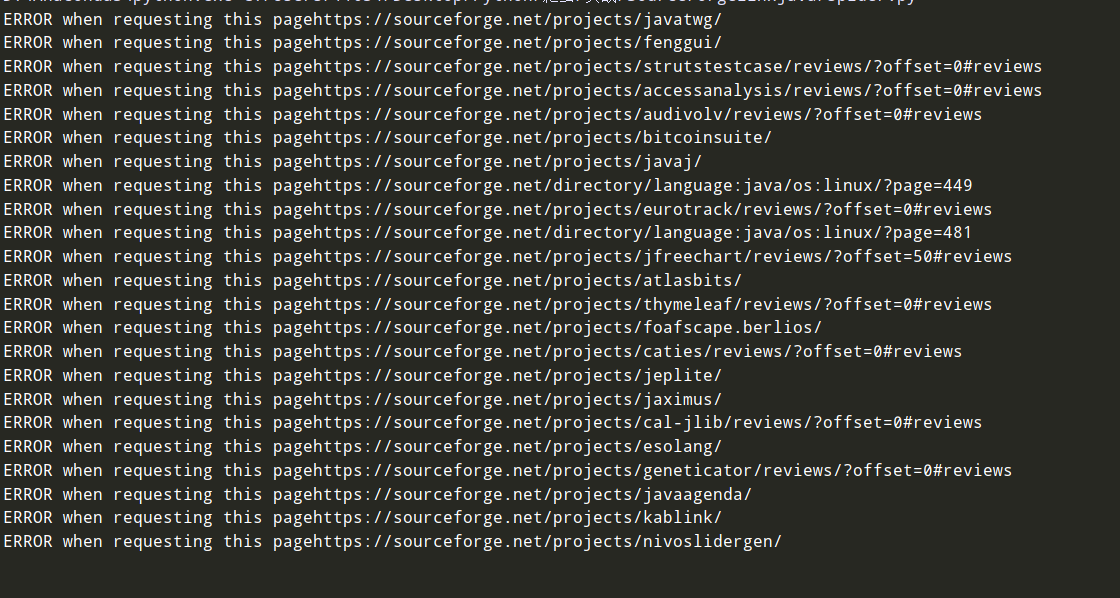 ERROR when requesting this pagehttps://sourceforge.net/projects/javatwg/
ERROR when requesting this pagehttps://sourceforge.net/projects/fenggui/
ERROR when requesting this pagehttps://sourceforge.net/projects/strutstestcase/reviews/?offset=0#reviews
ERROR when requesting this pagehttps://sourceforge.net/projects/accessanalysis/reviews/?offset=0#reviews
ERROR when requesting this pagehttps://sourceforge.net/projects/audivolv/reviews/?offset=0#reviews
ERROR when requesting this pagehttps://sourceforge.net/projects/bitcoinsuite/
ERROR when requesting this pagehttps://sourceforge.net/projects/javaj/
ERROR when requesting this pagehttps://sourceforge.net/directory/language:java/os:linux/?page=449
ERROR when requesting this pagehttps://sourceforge.net/projects/eurotrack/reviews/?offset=0#reviews
ERROR when requesting this pagehttps://sourceforge.net/directory/language:java/os:linux/?page=481
ERROR when requesting this pagehttps://sourceforge.net/projects/jfreechart/reviews/?offset=50#reviews
ERROR when requesting this pagehttps://sourceforge.net/projects/atlasbits/
ERROR when requesting this pagehttps://sourceforge.net/projects/thymeleaf/reviews/?offset=0#reviews
ERROR when requesting this pagehttps://sourceforge.net/projects/foafscape.berlios/
ERROR when requesting this pagehttps://sourceforge.net/projects/caties/reviews/?offset=0#reviews
ERROR when requesting this pagehttps://sourceforge.net/projects/jeplite/
ERROR when requesting this pagehttps://sourceforge.net/projects/jaximus/
ERROR when requesting this pagehttps://sourceforge.net/projects/cal-jlib/reviews/?offset=0#reviews
ERROR when requesting this pagehttps://sourceforge.net/projects/esolang/
ERROR when requesting this pagehttps://sourceforge.net/projects/geneticator/reviews/?offset=0#reviews
ERROR when requesting this pagehttps://sourceforge.net/projects/javaagenda/
ERROR when requesting this pagehttps://sourceforge.net/projects/kablink/
ERROR when requesting this pagehttps://sourceforge.net/projects/nivoslidergen/